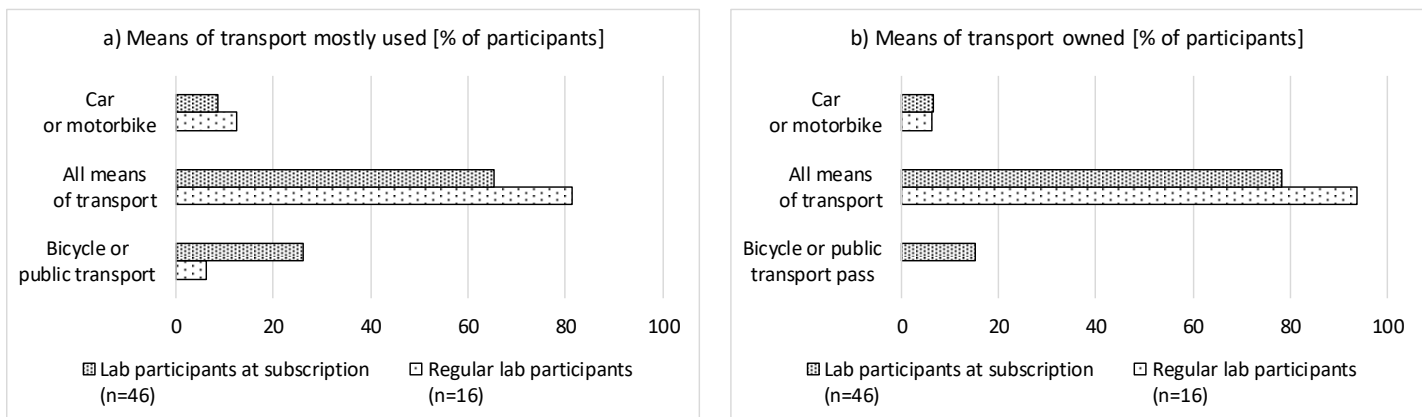 a) Means of transport mostly used [% of participants]
Car
or motorbike
All means
of transport
Bicycle or
public transport
0 20 40 60 80 100
Lab participants at subscription
(n=46)
Regular lab participants
(n=16)
b) Means of transport owned [% of participants]
Car
or motorbike
All means
of transport
Bicycle or public
transport pass
0 20 40 60 80 100
Lab participants at subscription
(n=46)
Regular lab participants
(n=16)